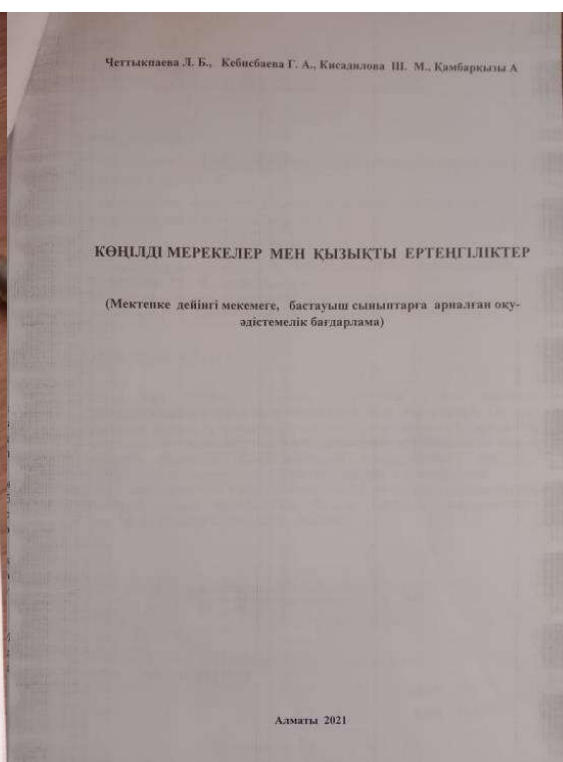 Четтыкпаева Л. Б., Кебисбаева Г. А., Кисадилова Ш. М., Қамбарқызы А
КӨҢІЛДІ МЕРЕКЕЛЕР МЕН ҚЫЗЫҚТЫ ЕРТЕҢГІЛІКТЕР
(Мектепке дейінгі мекемеге, бастауыш сыныптарға арналған оқу-
әдістемелік бағдарлама)
Алматы 2021